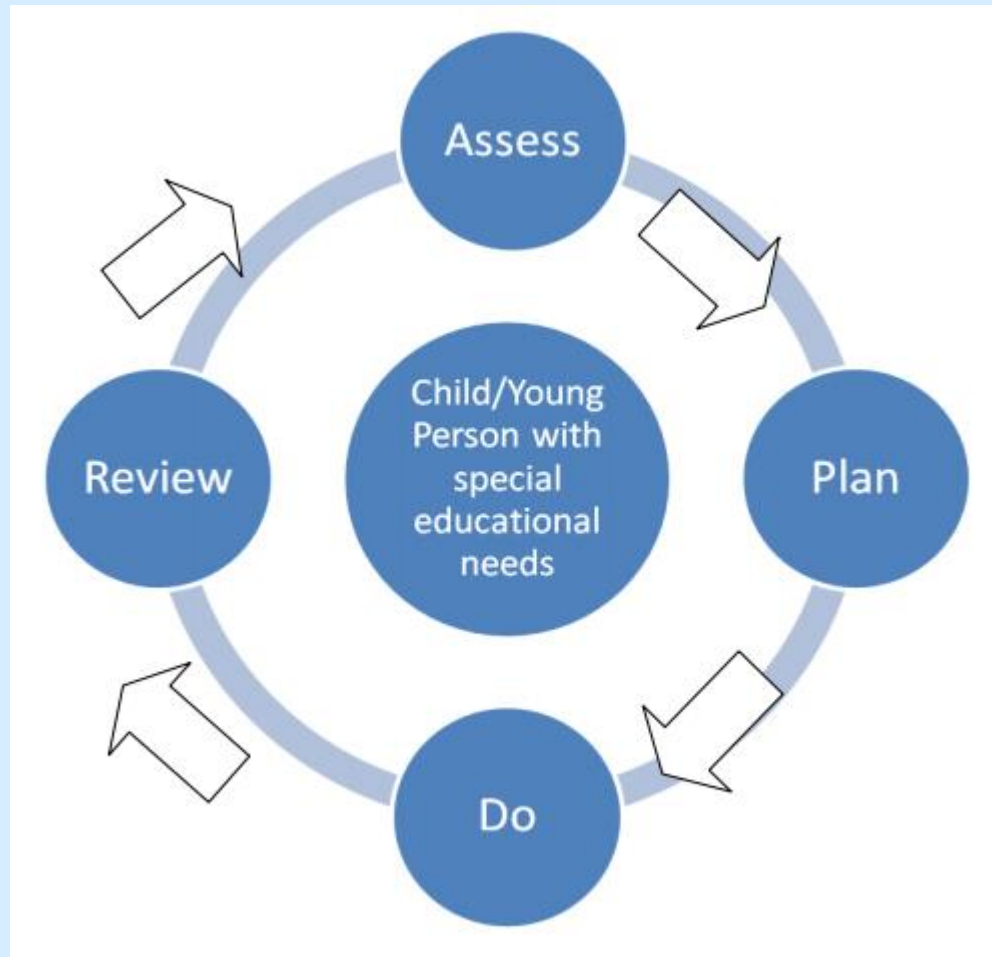 Assess
Child/Young
Person with
special
educational
needs
Review
Plan
Do